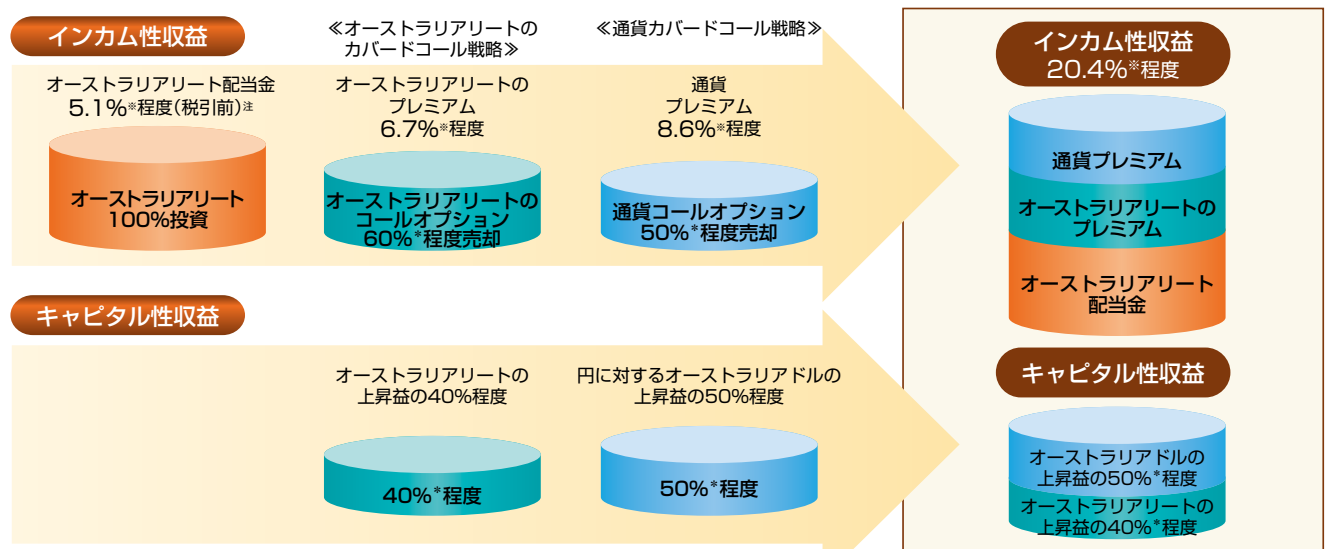 インカム性収益
≪オーストラリアリートの
カバードコール戦略≫
≪通貨カバードコール戦略≫
オーストラリアリート配当金
5.1%※程度(税引前)注
オーストラリアリートの
プレミアム
6.7%※程度
通貨
プレミアム
8.6%※程度
オーストラリアリート
100%投資
オーストラリアリートの
コールオプション
60%*程度売却
通貨コールオプション
50%*程度売却
キャピタル性収益
オーストラリアリートの
上昇益の40%程度
円に対するオーストラリアドルの
上昇益の50%程度
40%*程度
50%*程度
インカム性収益
20.4%※程度
通貨プレミアム
オーストラリアリートの
プレミアム
オーストラリアリート
配当金
キャピタル性収益
オーストラリアドルの
上昇益の50%*程度
オーストラリアリートの
上昇益の40%*程度